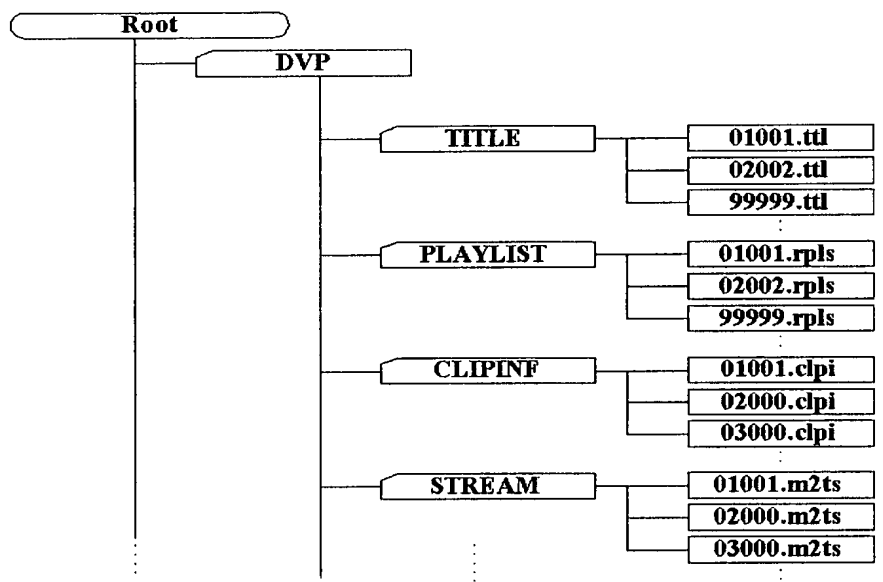 Root
DVP
TITLE
01001.ttl
02002.ttl
99999.ttl
PLAYLIST
01001.rpls
02002.rpls
99999.rpls
CLIPINF
01001.clpi
02000.clpi
03000.clpi
STREAM
01001.m2ts
02000.m2ts
03000.m2ts